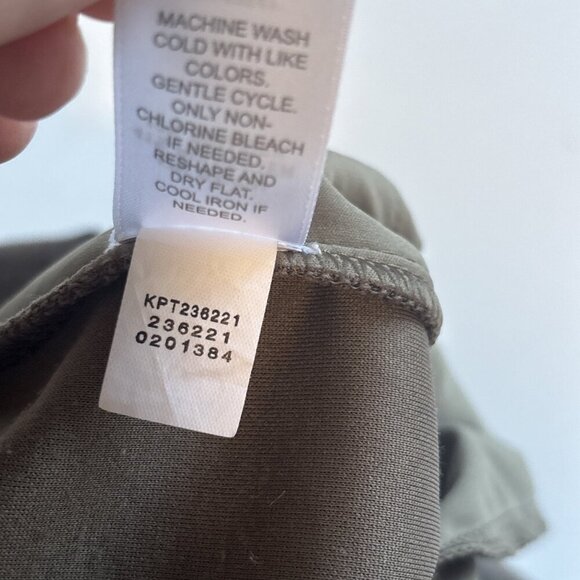 MACHINE WASH
COLD WITH LIKE
COLORS.
GENTLE CYCLE.
ONLY NON-
CHLORINE BLEACH
IF NEEDED.
RESHAPE AND
DRY FLAT.
COOL IRON IF
NEEDED.
KPT236221
236221
0201384